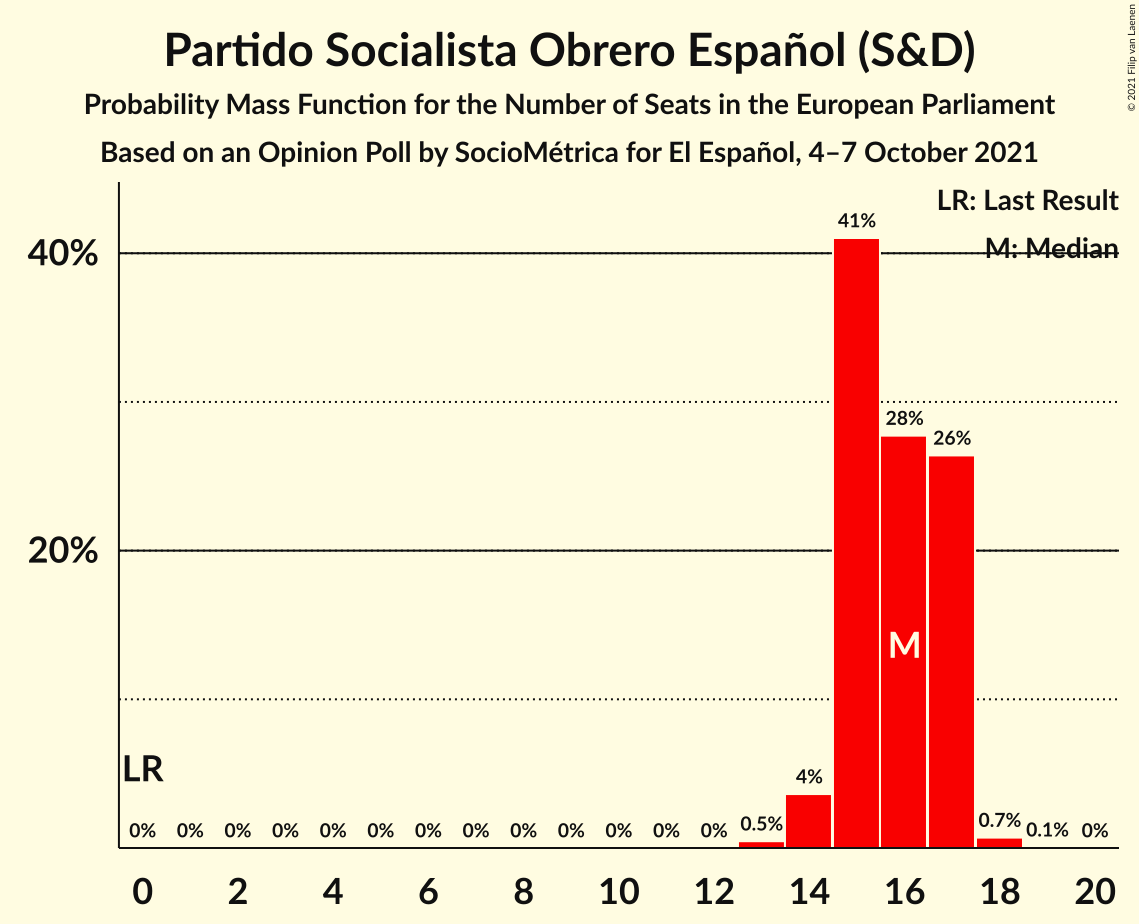 Partido Socialista Obrero Español (S&D)
Probability Mass Function for the Number of Seats in the European Parliament
Based on an Opinion Poll by SocioMétrica for El Español, 4–7 October 2021
© 2021 Filip van Laenen
LR: Last Result
M: Median
40%
20%
41%
28%
26%
M
LR
0% 0% 0% 0% 0% 0% 0% 0% 0% 0% 0% 0% 0% 0.5% 4% 0.7% 0.1% 0%
0 2 4 6 8 10 12 14 16 18 20